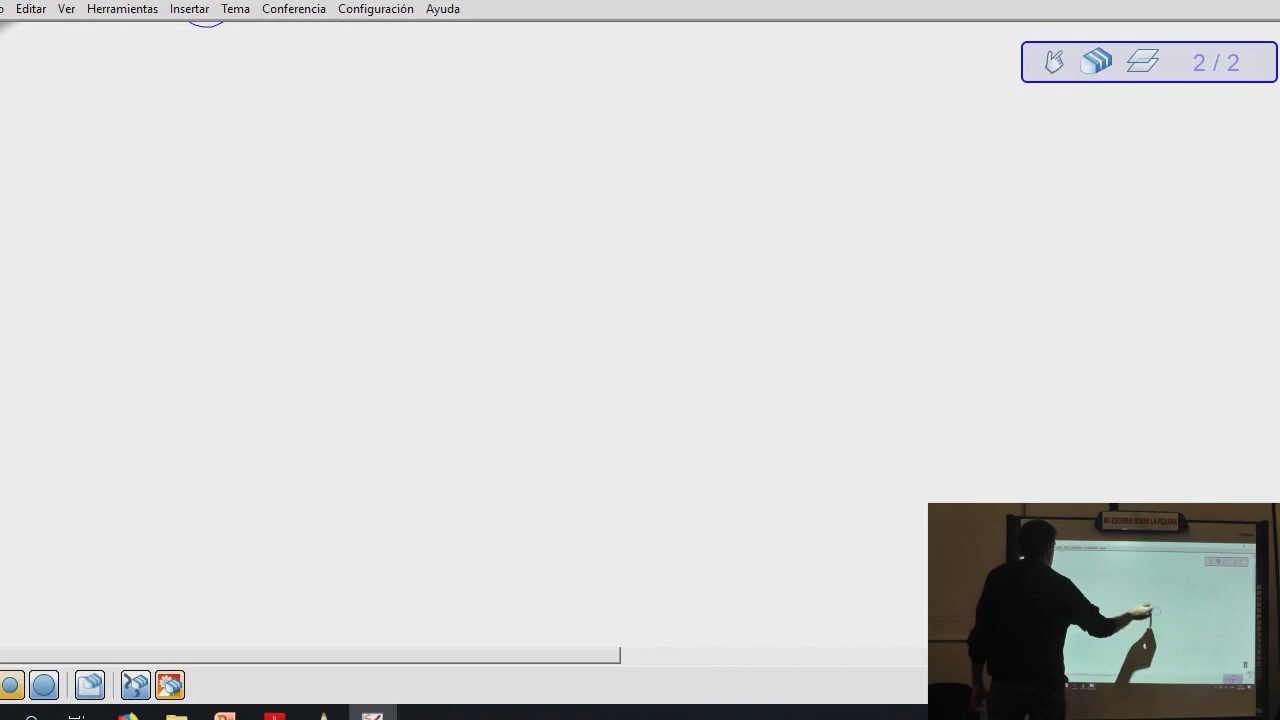 o Editar Ver Herramientas Insertar Tema Conferencia Configuración Ayuda
2 / 2
NO ESCRIBIR SOBRE LA PIZARRA